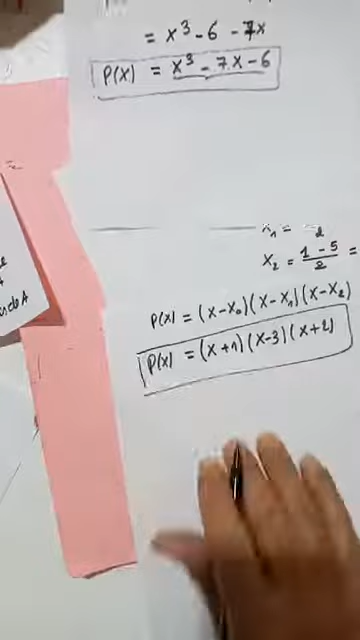 = x³ - 6 - 7x
P(x) = x³ - 7x - 6
x₂ = (1 - 5)/2 =
P(x) = (x - x₀)(x - x₁)(x - x₂)
P(x) = (x + 1)(x - 3)(x + 2)